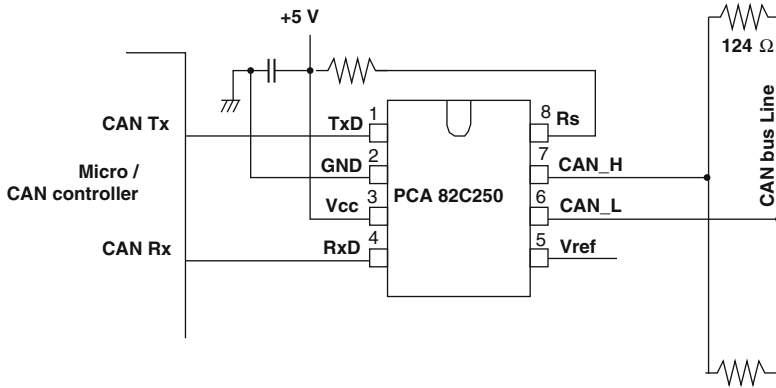 +5 V
124 Ω
CAN Tx
TxD
1
8
Rs
GND
2
7
CAN_H
Micro /
CAN controller
PCA 82C250
Vcc
3
6
CAN_L
CAN Rx
RxD
4
5
Vref
CAN bus Line